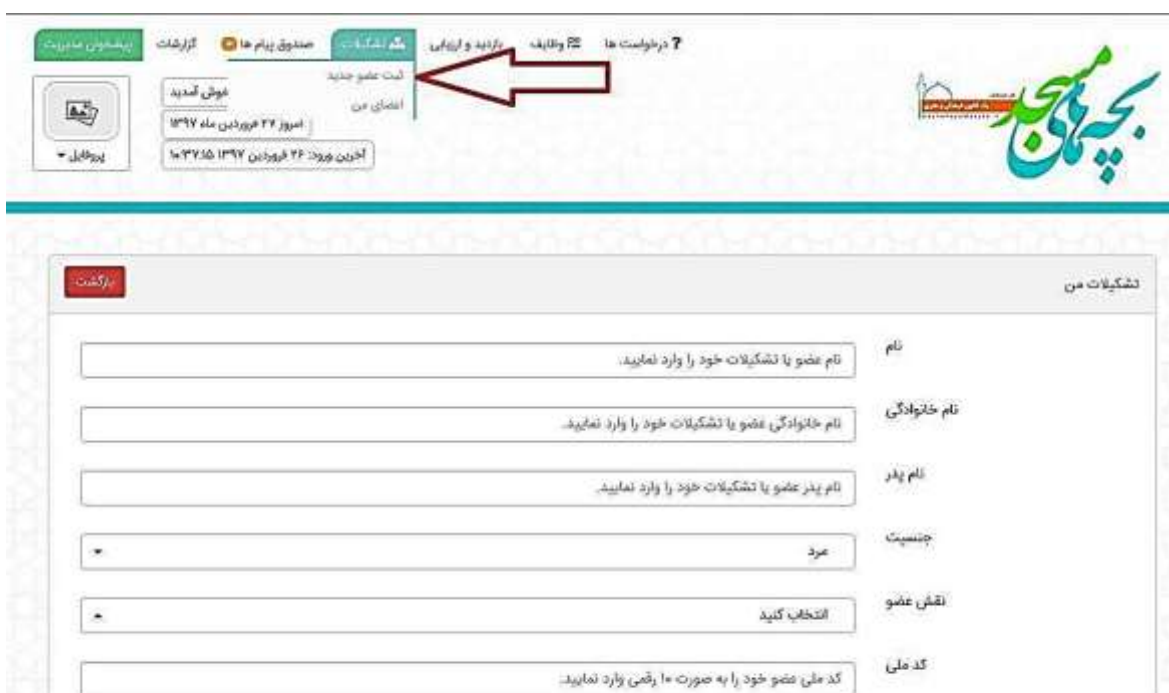 پیشخوان مدیریت گزارشات صندوق پیام ها 0 تشکیلات بازدید و ارزیابی وظایف درخواست ها ?
ثبت عضو جدید
اعضای من
خوش آمدید
امروز ۲۷ فروردین ماه ۱۳۹۷
آخرین ورود: ۲۶ فروردین ۱۳۹۷ ۱۰:۳۷:۱۵
پروفایل
بچه های مسجد
تشکیلات من
بازگشت
نام
نام عضو یا تشکیلات خود را وارد نمایید.
نام خانوادگی
نام خانوادگی عضو یا تشکیلات خود را وارد نمایید.
نام پدر
نام پدر عضو یا تشکیلات خود را وارد نمایید.
جنسیت
مرد
نقش عضو
انتخاب کنید
کد ملی
کد ملی عضو خود را به صورت ۱۰ رقمی وارد نمایید.